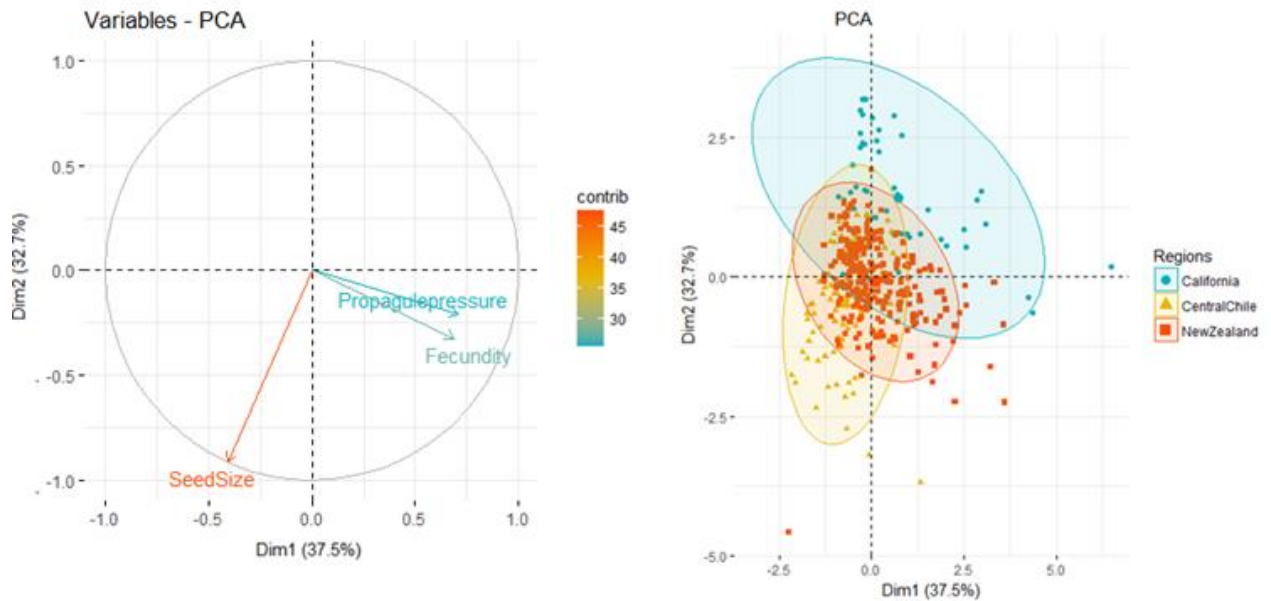 Variables - PCA
1.0
0.5
0.0
. -0.5
. -1.0
Dim2 (32.7%)
Propagulepressure
Fecundity
SeedSize
-1.0 -0.5 0.0 0.5 1.0
Dim1 (37.5%)
contrib
45
40
35
30
PCA
2.5
0.0
-2.5
-5.0
Dim2 (32.7%)
-2.5 0.0 2.5 5.0
Dim1 (37.5%)
Regions
California
CentralChile
NewZealand